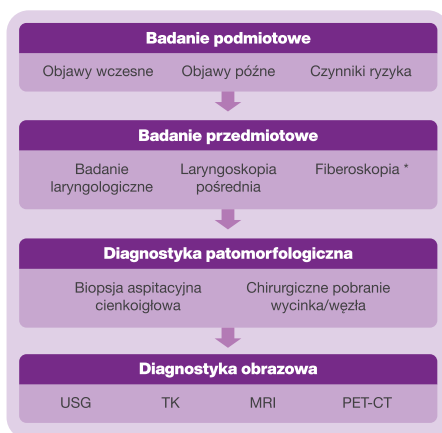 Badanie podmiotowe
Objawy wczesne Objawy późne Czynniki ryzyka
Badanie przedmiotowe
Badanie laryngologiczne Laryngoskopia pośrednia Fiberoskopia *
Diagnostyka patomorfologiczna
Biopsja aspitacyjna cienkoigłowa Chirurgiczne pobranie wycinka/węzła
Diagnostyka obrazowa
USG TK MRI PET-CT